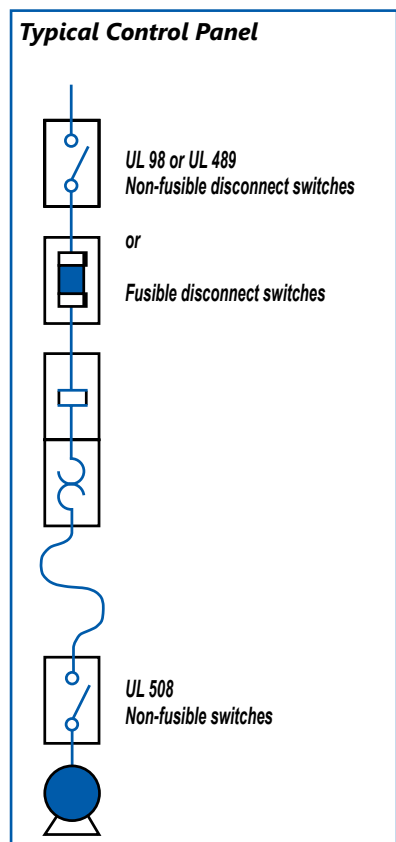 Typical Control Panel
UL 98 or UL 489
Non-fusible disconnect switches
or
Fusible disconnect switches
UL 508
Non-fusible switches